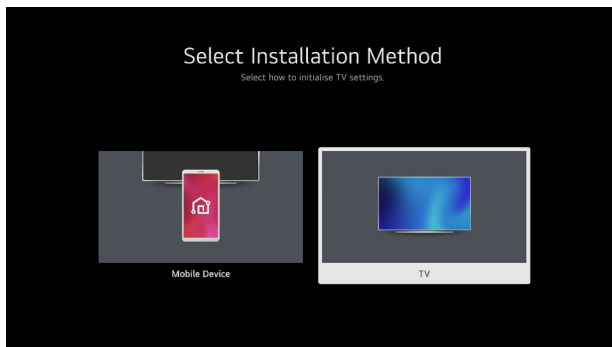 Select Installation Method
Select how to initialise TV settings.
Mobile Device
TV